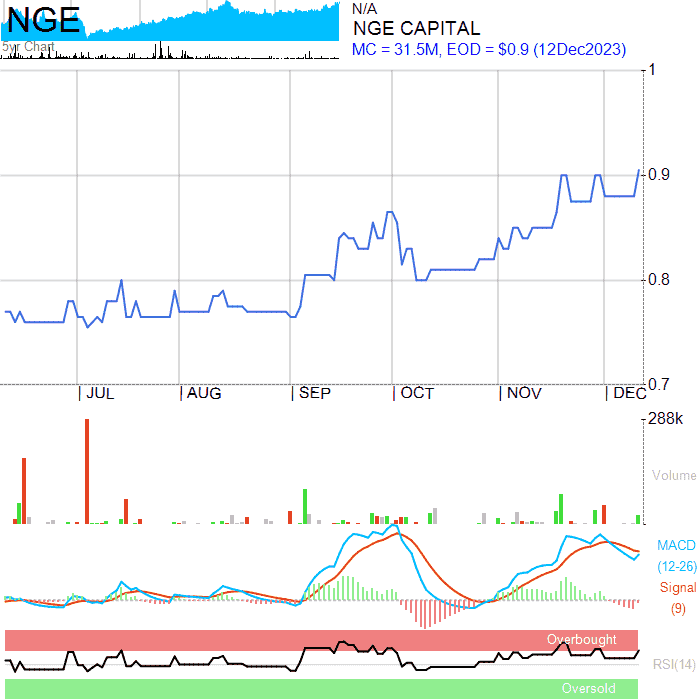 NGE
5yr Chart
N/A
NGE CAPITAL
MC = 31.5M, EOD = $0.9 (12Dec2023)
1
0.9
0.8
0.7
JUL AUG SEP OCT NOV DEC
288k
Volume
MACD
(12-26)
Signal
(9)
Overbought
RSI(14)
Oversold